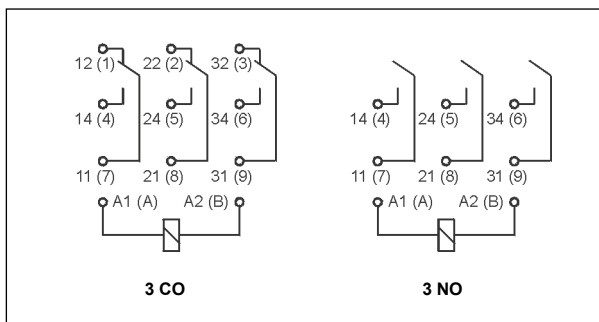 12 (1) 22 (2) 32 (3)
14 (4) 24 (5) 34 (6) 14 (4) 24 (5) 34 (6)
11 (7) 21 (8) 31 (9) 11 (7) 21 (8) 31 (9)
A1 (A) A2 (B) A1 (A) A2 (B)
3 CO 3 NO